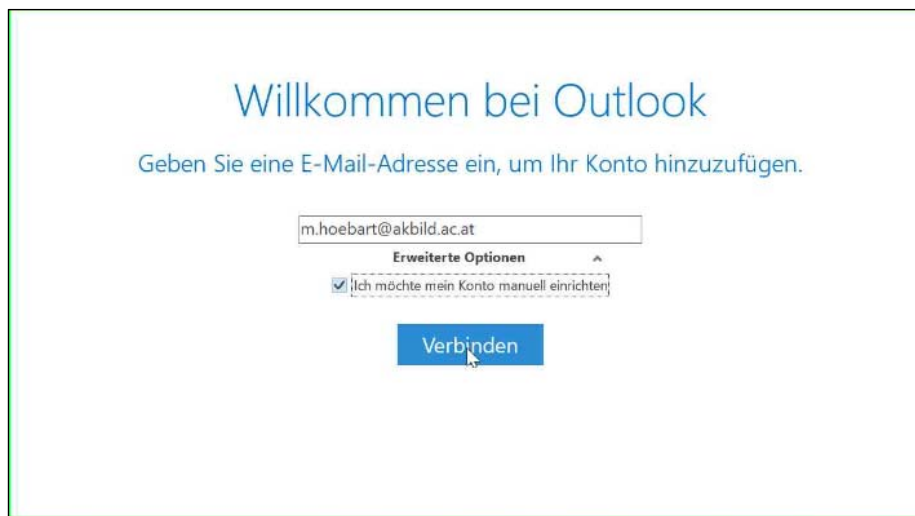 Willkommen bei Outlook
Geben Sie eine E-Mail-Adresse ein, um Ihr Konto hinzuzufügen.
m.hoebart@akbild.ac.at
Erweiterte Optionen
Ich möchte mein Konto manuell einrichten
Verbinden